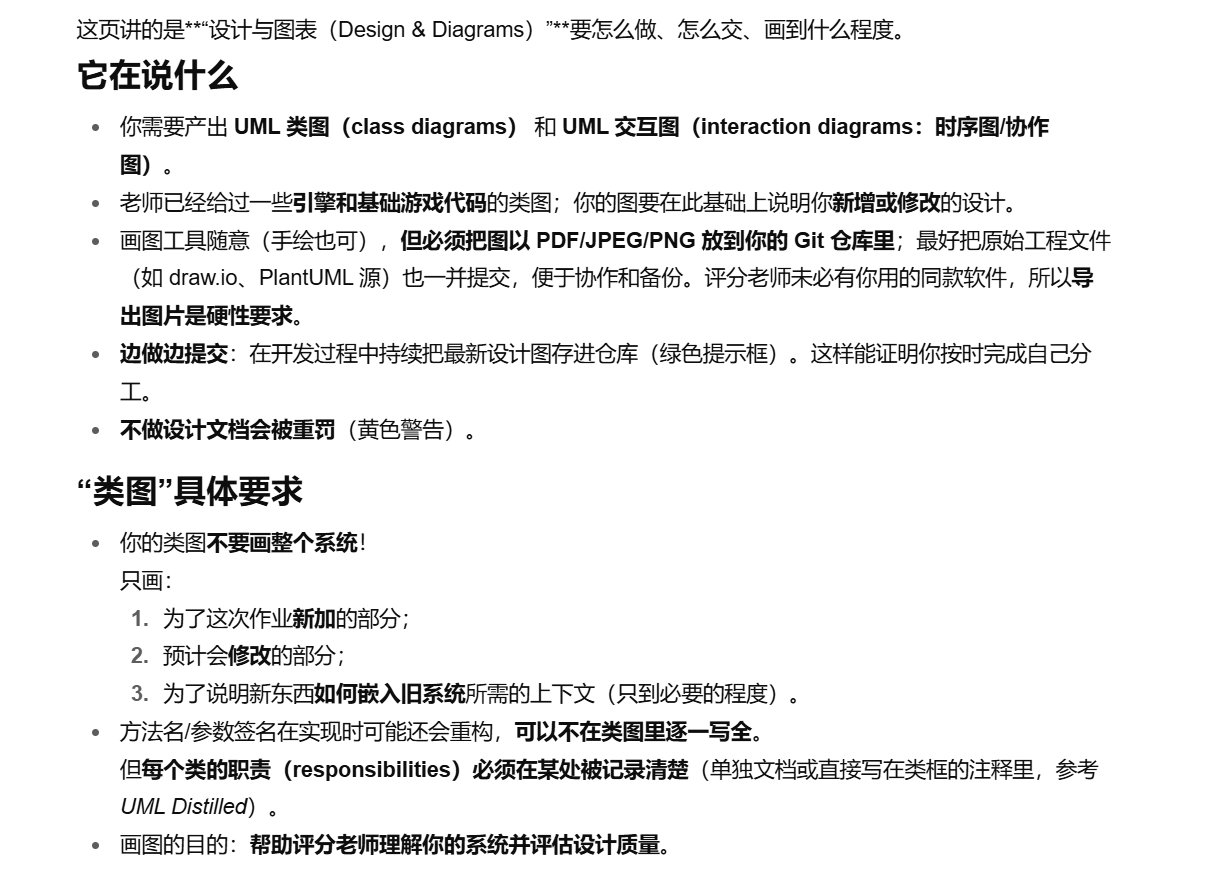 这页讲的是**“设计与图表（Design & Diagrams）”**要怎么做、怎么交、画到什么程度。
它在说什么
• 你需要产出 UML 类图（class diagrams） 和 UML 交互图（interaction diagrams：时序图/协作
图）。
• 老师已经给过一些引擎和基础游戏代码的类图；你的图要在此基础上说明你新增或修改的设计。
• 画图工具随意（手绘也可），但必须把图以 PDF/JPEG/PNG 放到你的 Git 仓库里；最好把原始工程文件
（如 draw.io、PlantUML 源）也一并提交，便于协作和备份。评分老师未必有你用的同款软件，所以导
出图片是硬性要求。
• 边做边提交：在开发过程中持续把最新设计图存进仓库（绿色提示框）。这样能证明你按时完成自己分
工。
• 不做设计文档会被重罚（黄色警告）。
“类图”具体要求
• 你的类图不要画整个系统！
只画：
1. 为了这次作业新加的部分；
2. 预计会修改的部分；
3. 为了说明新东西如何嵌入旧系统所需的上下文（只到必要的程度）。
• 方法名/参数签名在实现时可能还会重构，可以不在类图里逐一写全。
但每个类的职责（responsibilities）必须在某处被记录清楚（单独文档或直接写在类框的注释里，参考
UML Distilled）。
• 画图的目的：帮助评分老师理解你的系统并评估设计质量。